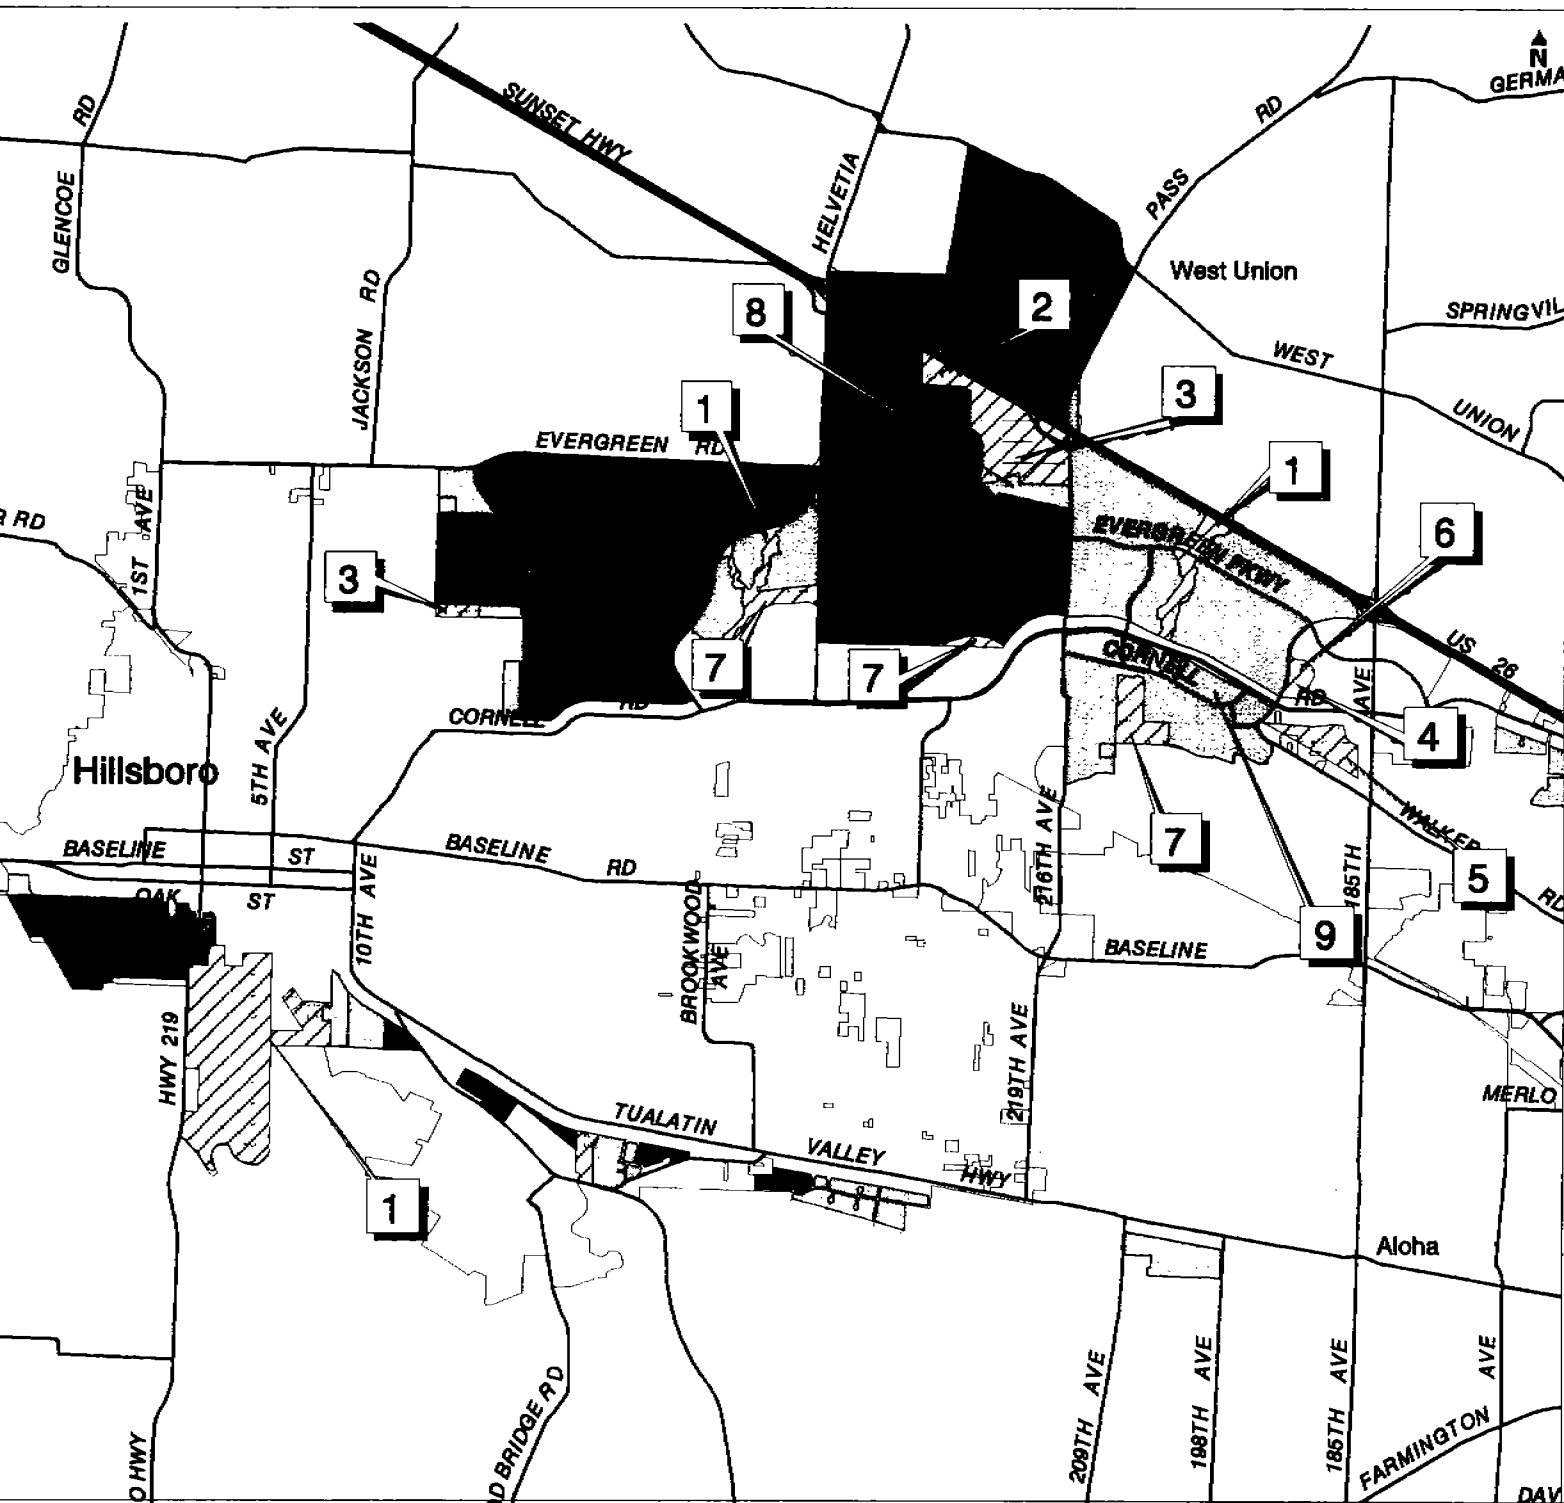 N
GERMA
RD
RD
SUNSET HWY
HELVETIA
PASS
GLENCOE
West Union
RD
SPRINGVIL
8
2
JACKSON
WEST
1
3
UNION
EVERGREEN RD
1
AVE
RD
EVERGREEN PKWY
6
1ST
3
US 26
7
7
CORNELL
RD
AVE
CORNELL RD
4
5TH AVE
Hillsboro
216TH AVE
WALKER
7
BASELINE ST
BASELINE RD
185TH
5
OAK ST
10TH AVE
BROOKWOOD AVE
RD
9
BASELINE
HWY 219
219TH AVE
MERLO
TUALATIN VALLEY HWY
1
Aloha
209TH AVE
198TH AVE
185TH AVE
AVE
BRIDGE RD
FARMINGTON
O HWY
DAV